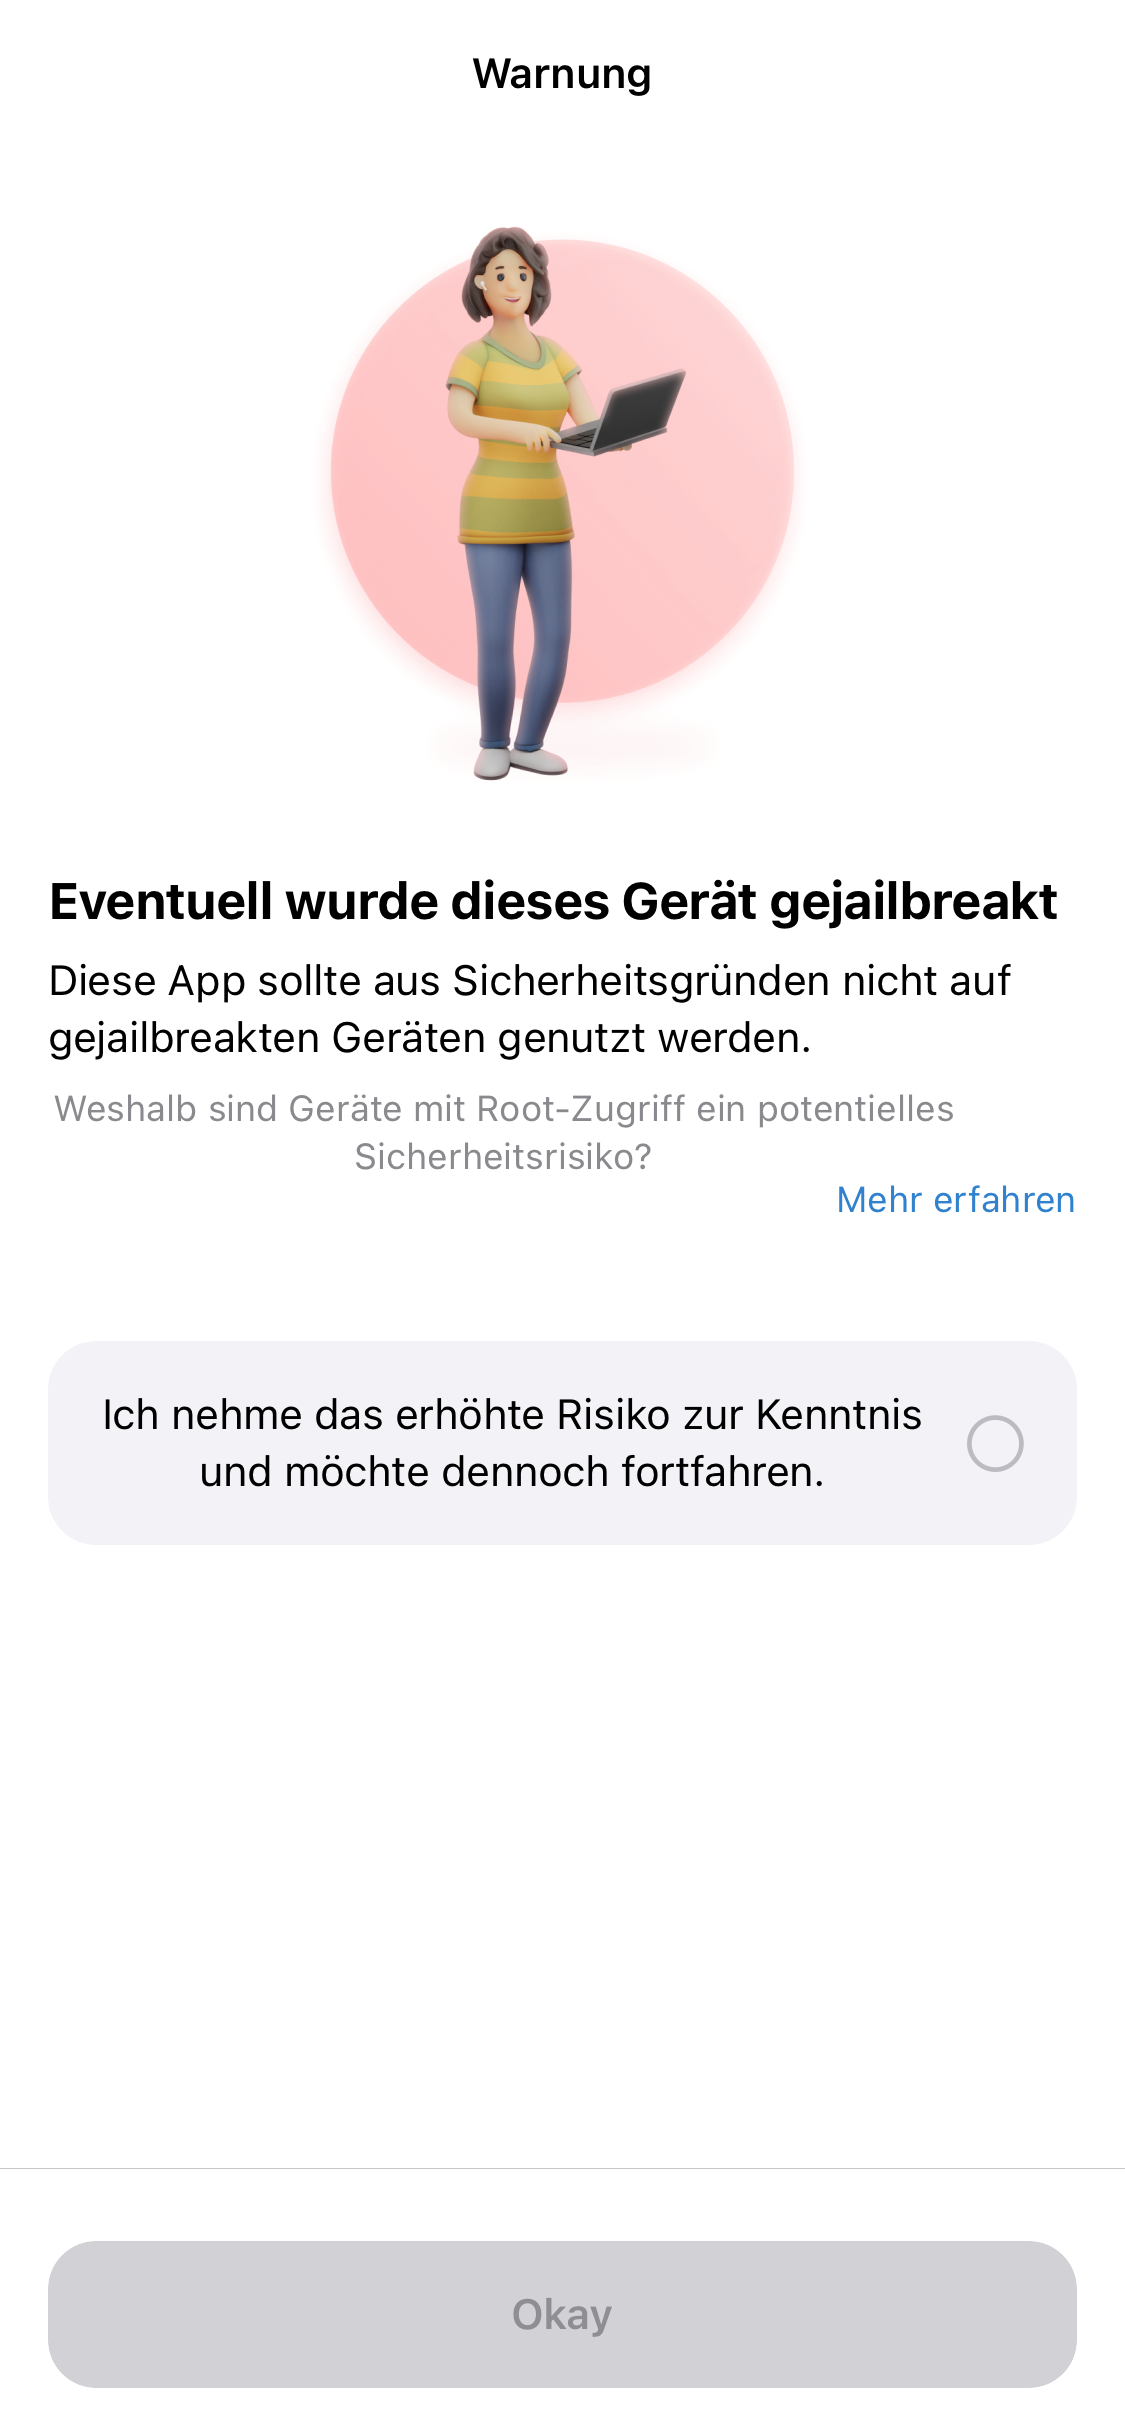 Warnung
Eventuell wurde dieses Gerät gejailbreakt
Diese App sollte aus Sicherheitsgründen nicht auf
gejailbreakten Geräten genutzt werden.
Weshalb sind Geräte mit Root-Zugriff ein potentielles
Sicherheitsrisiko?
Mehr erfahren
Ich nehme das erhöhte Risiko zur Kenntnis
und möchte dennoch fortfahren.
Okay